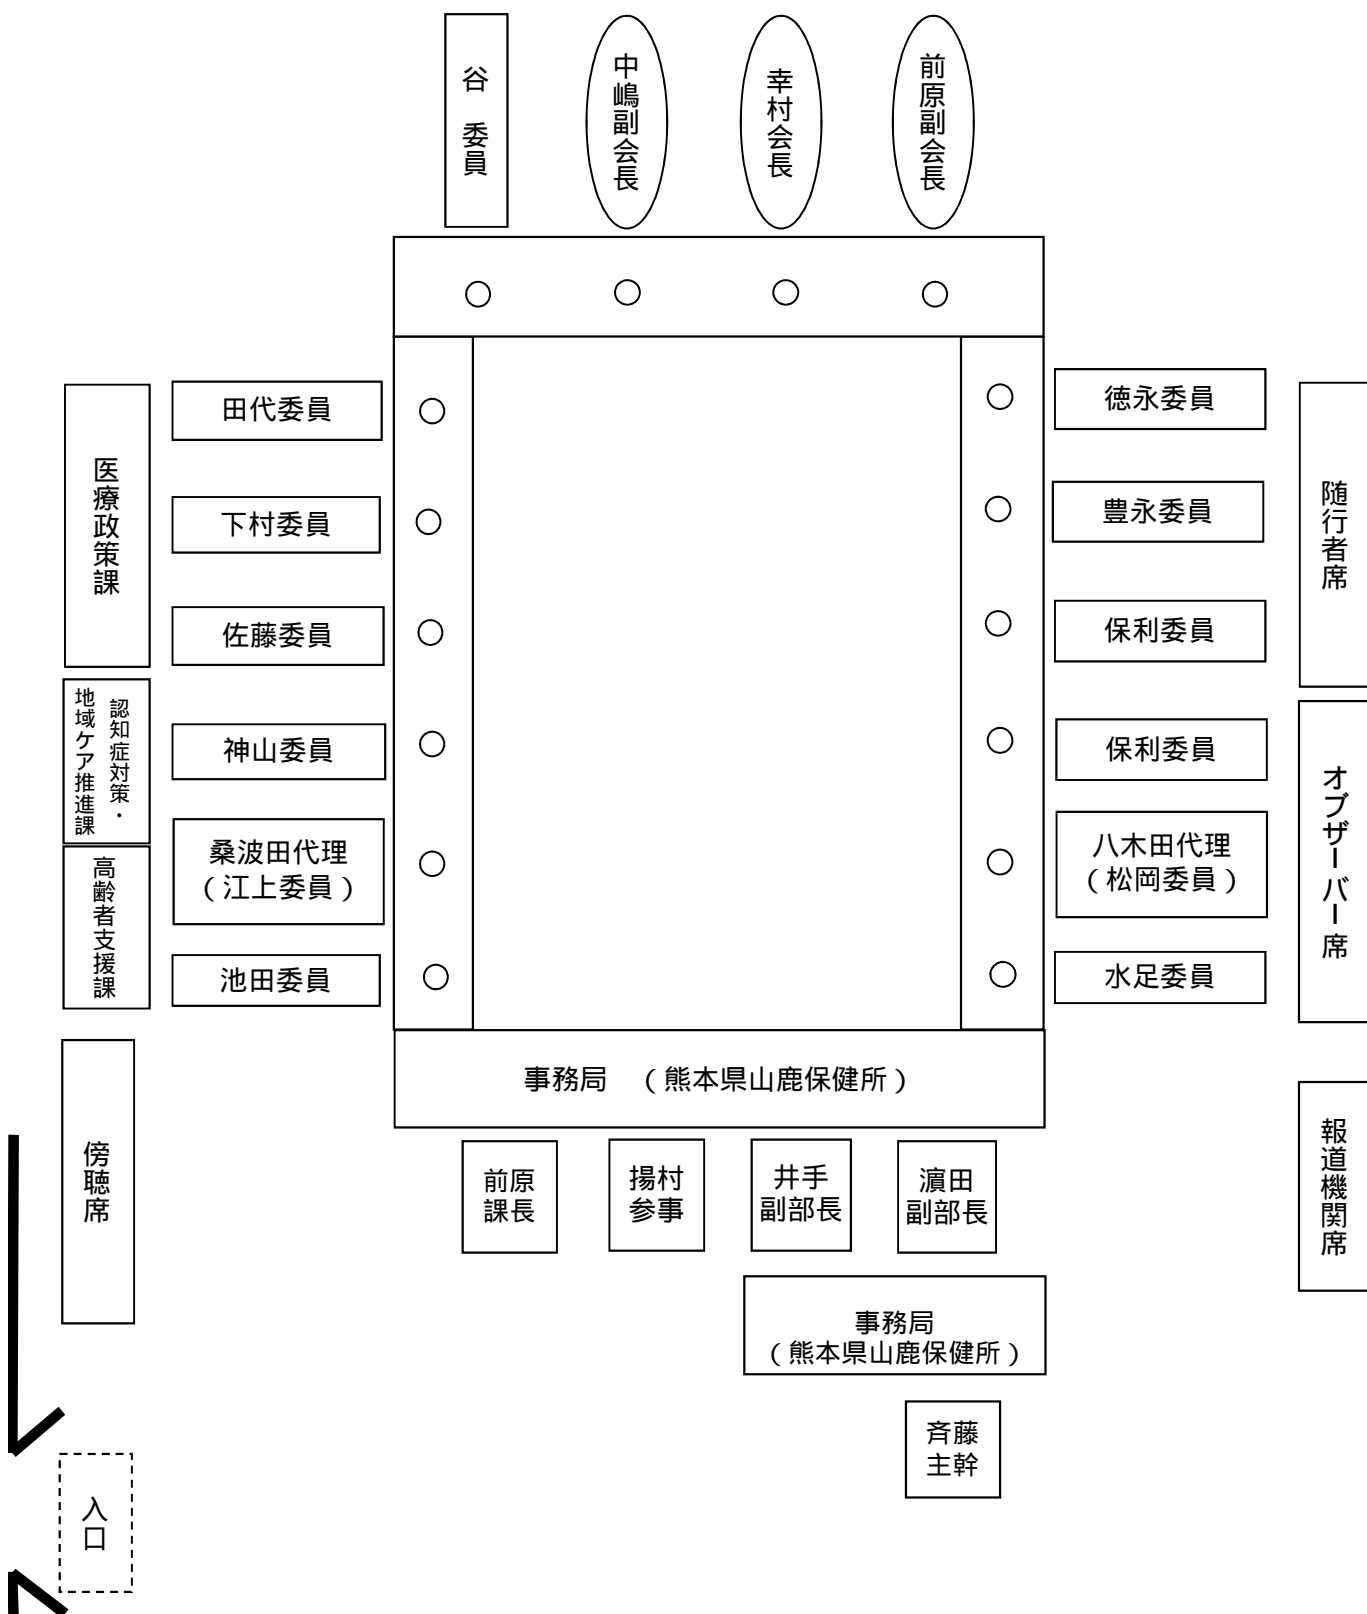 谷　委員
中嶋副会長
幸村会長
前原副会長
医療政策課
認知症対策・
地域ケア推進課
高齢者支援課
傍聴席
入口
田代委員
下村委員
佐藤委員
神山委員
桑波田代理
（江上委員）
池田委員
徳永委員
豊永委員
保利委員
保利委員
八木田代理
（松岡委員）
水足委員
随行者席
オブザーバー席
報道機関席
事務局　（熊本県山鹿保健所）
前原
課長
揚村
参事
井手
副部長
濵田
副部長
事務局
（熊本県山鹿保健所）
斉藤
主幹